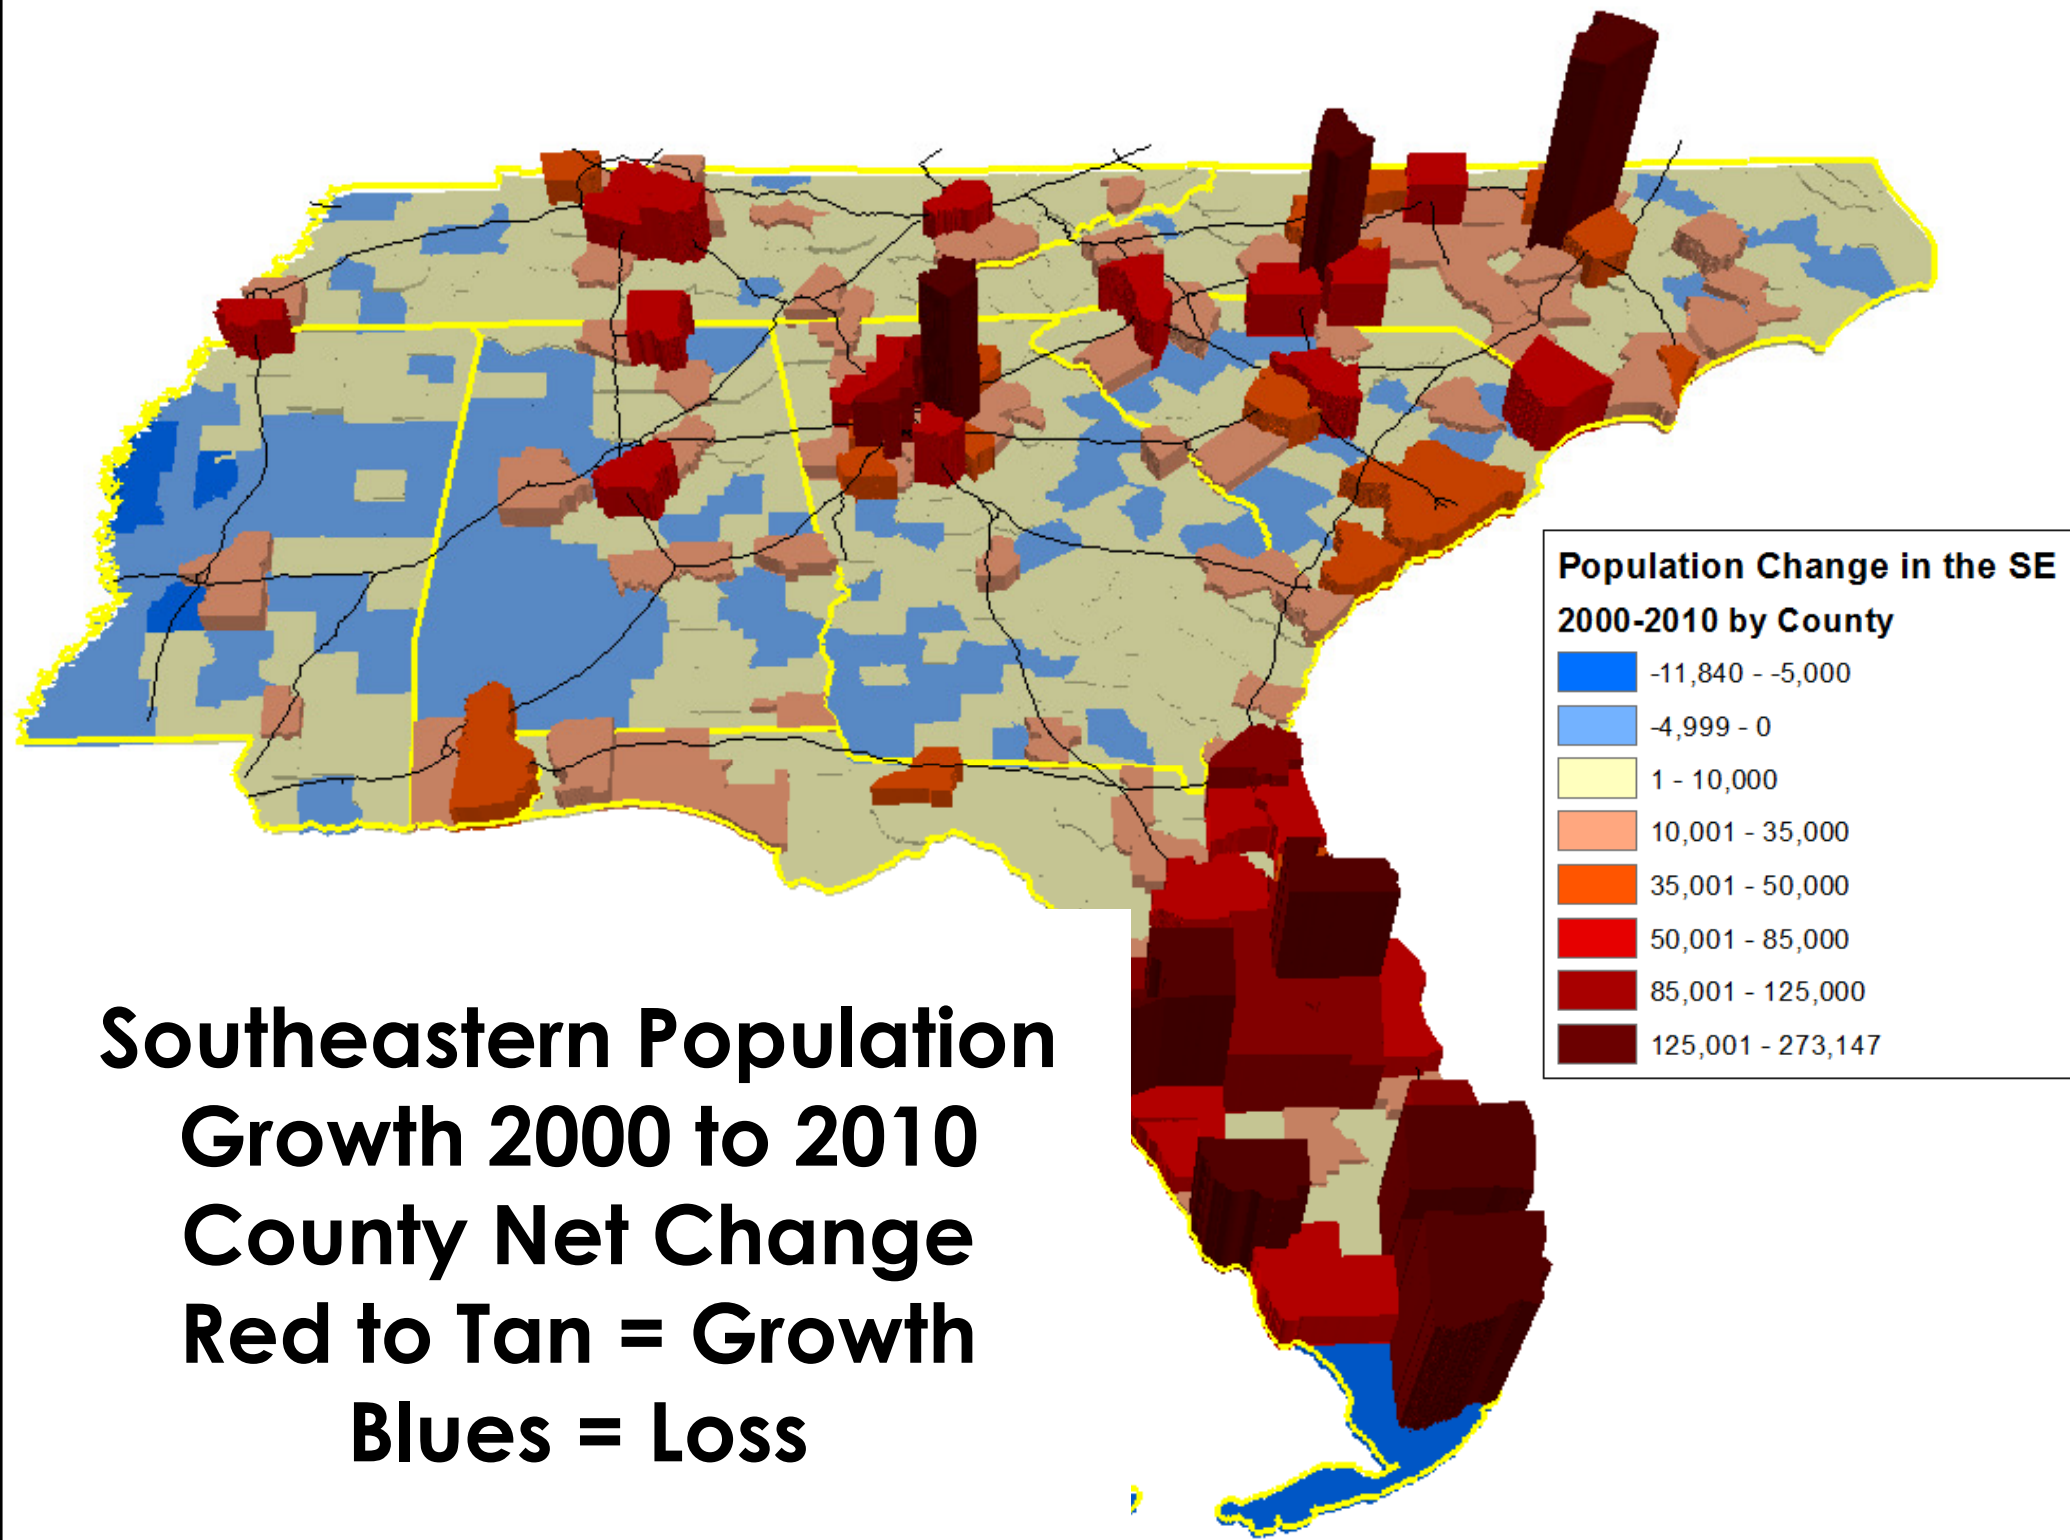 Population Change in the SE
2000-2010 by County
-11,840 - -5,000
-4,999 - 0
1 - 10,000
10,001 - 35,000
35,001 - 50,000
50,001 - 85,000
85,001 - 125,000
125,001 - 273,147
Southeastern Population
Growth 2000 to 2010
County Net Change
Red to Tan = Growth
Blues = Loss